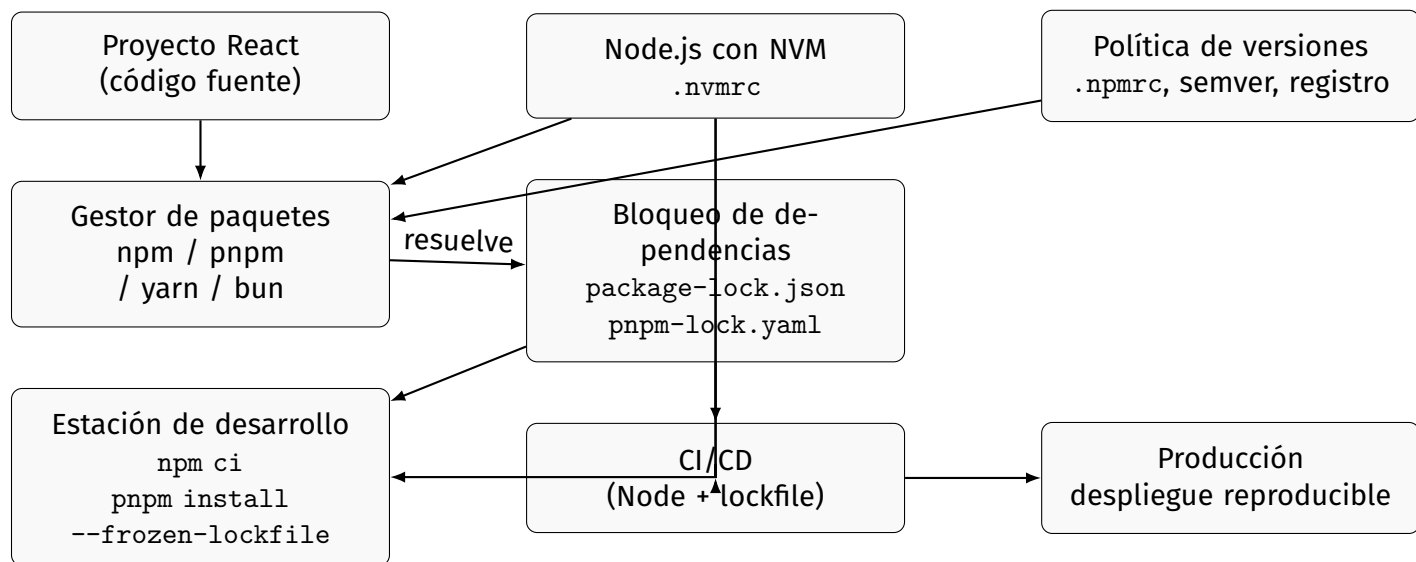 Proyecto React
(código fuente)
Node.js con NVM
.nvmrc
Política de versiones
.npmrc, semver, registro
Gestor de paquetes
npm / pnpm
/ yarn / bun
resuelve
Bloqueo de de-
pendencias
package-lock.json
pnpm-lock.yaml
Estación de desarrollo
npm ci
pnpm install
--frozen-lockfile
CI/CD
(Node + lockfile)
Producción
despliegue reproducible